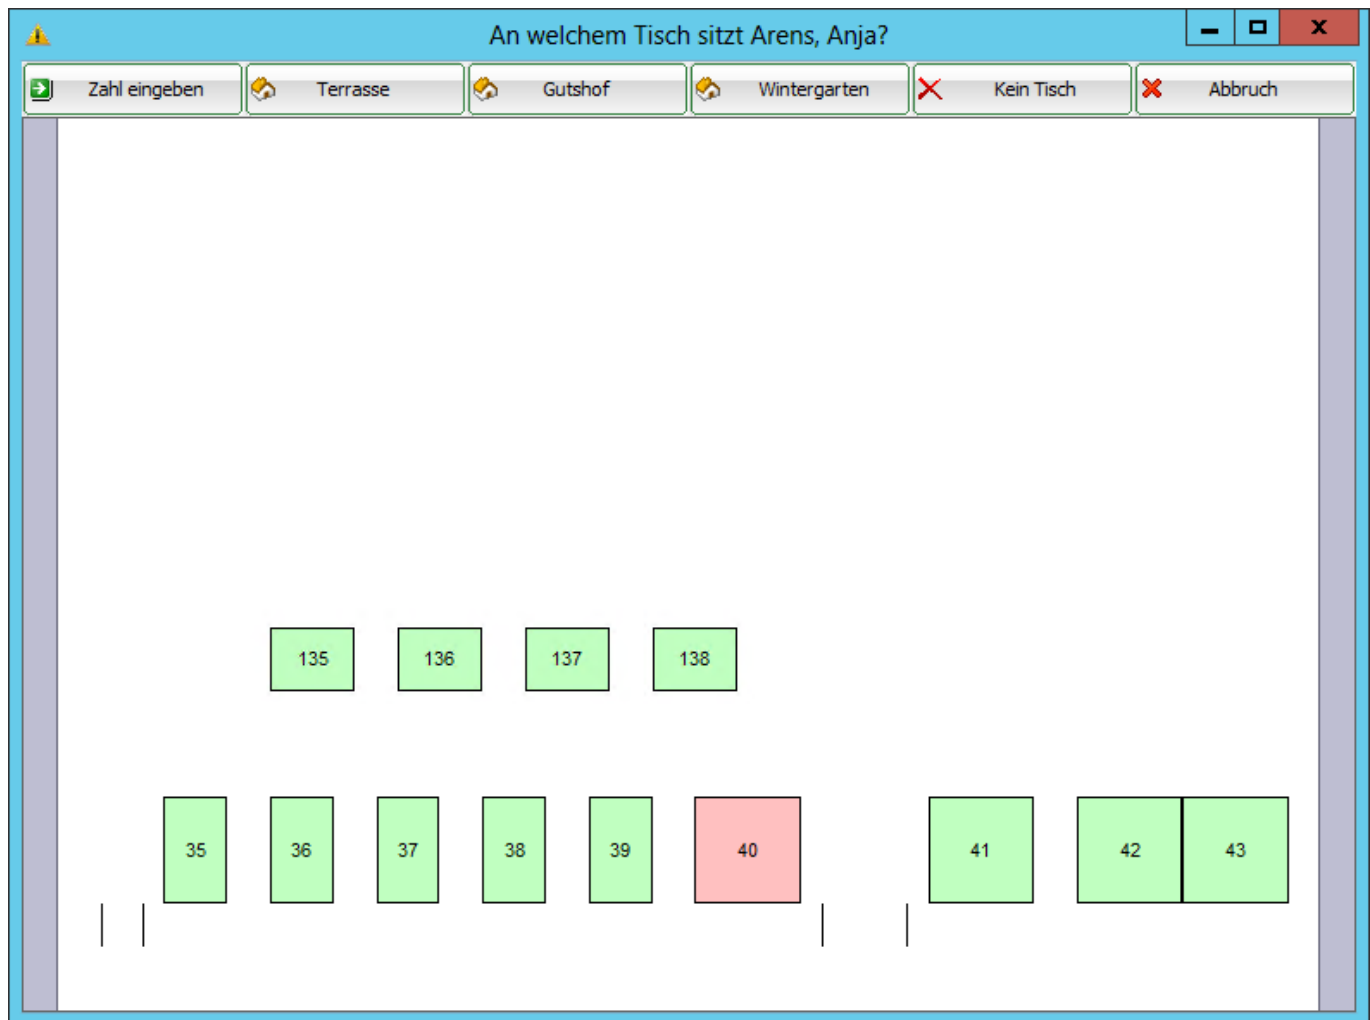 An welchem Tisch sitzt Arens, Anja?
Zahl eingeben Terrasse Gutshof Wintergarten Kein Tisch Abbruch
135 136 137 138
35 36 37 38 39 40 41 42 43